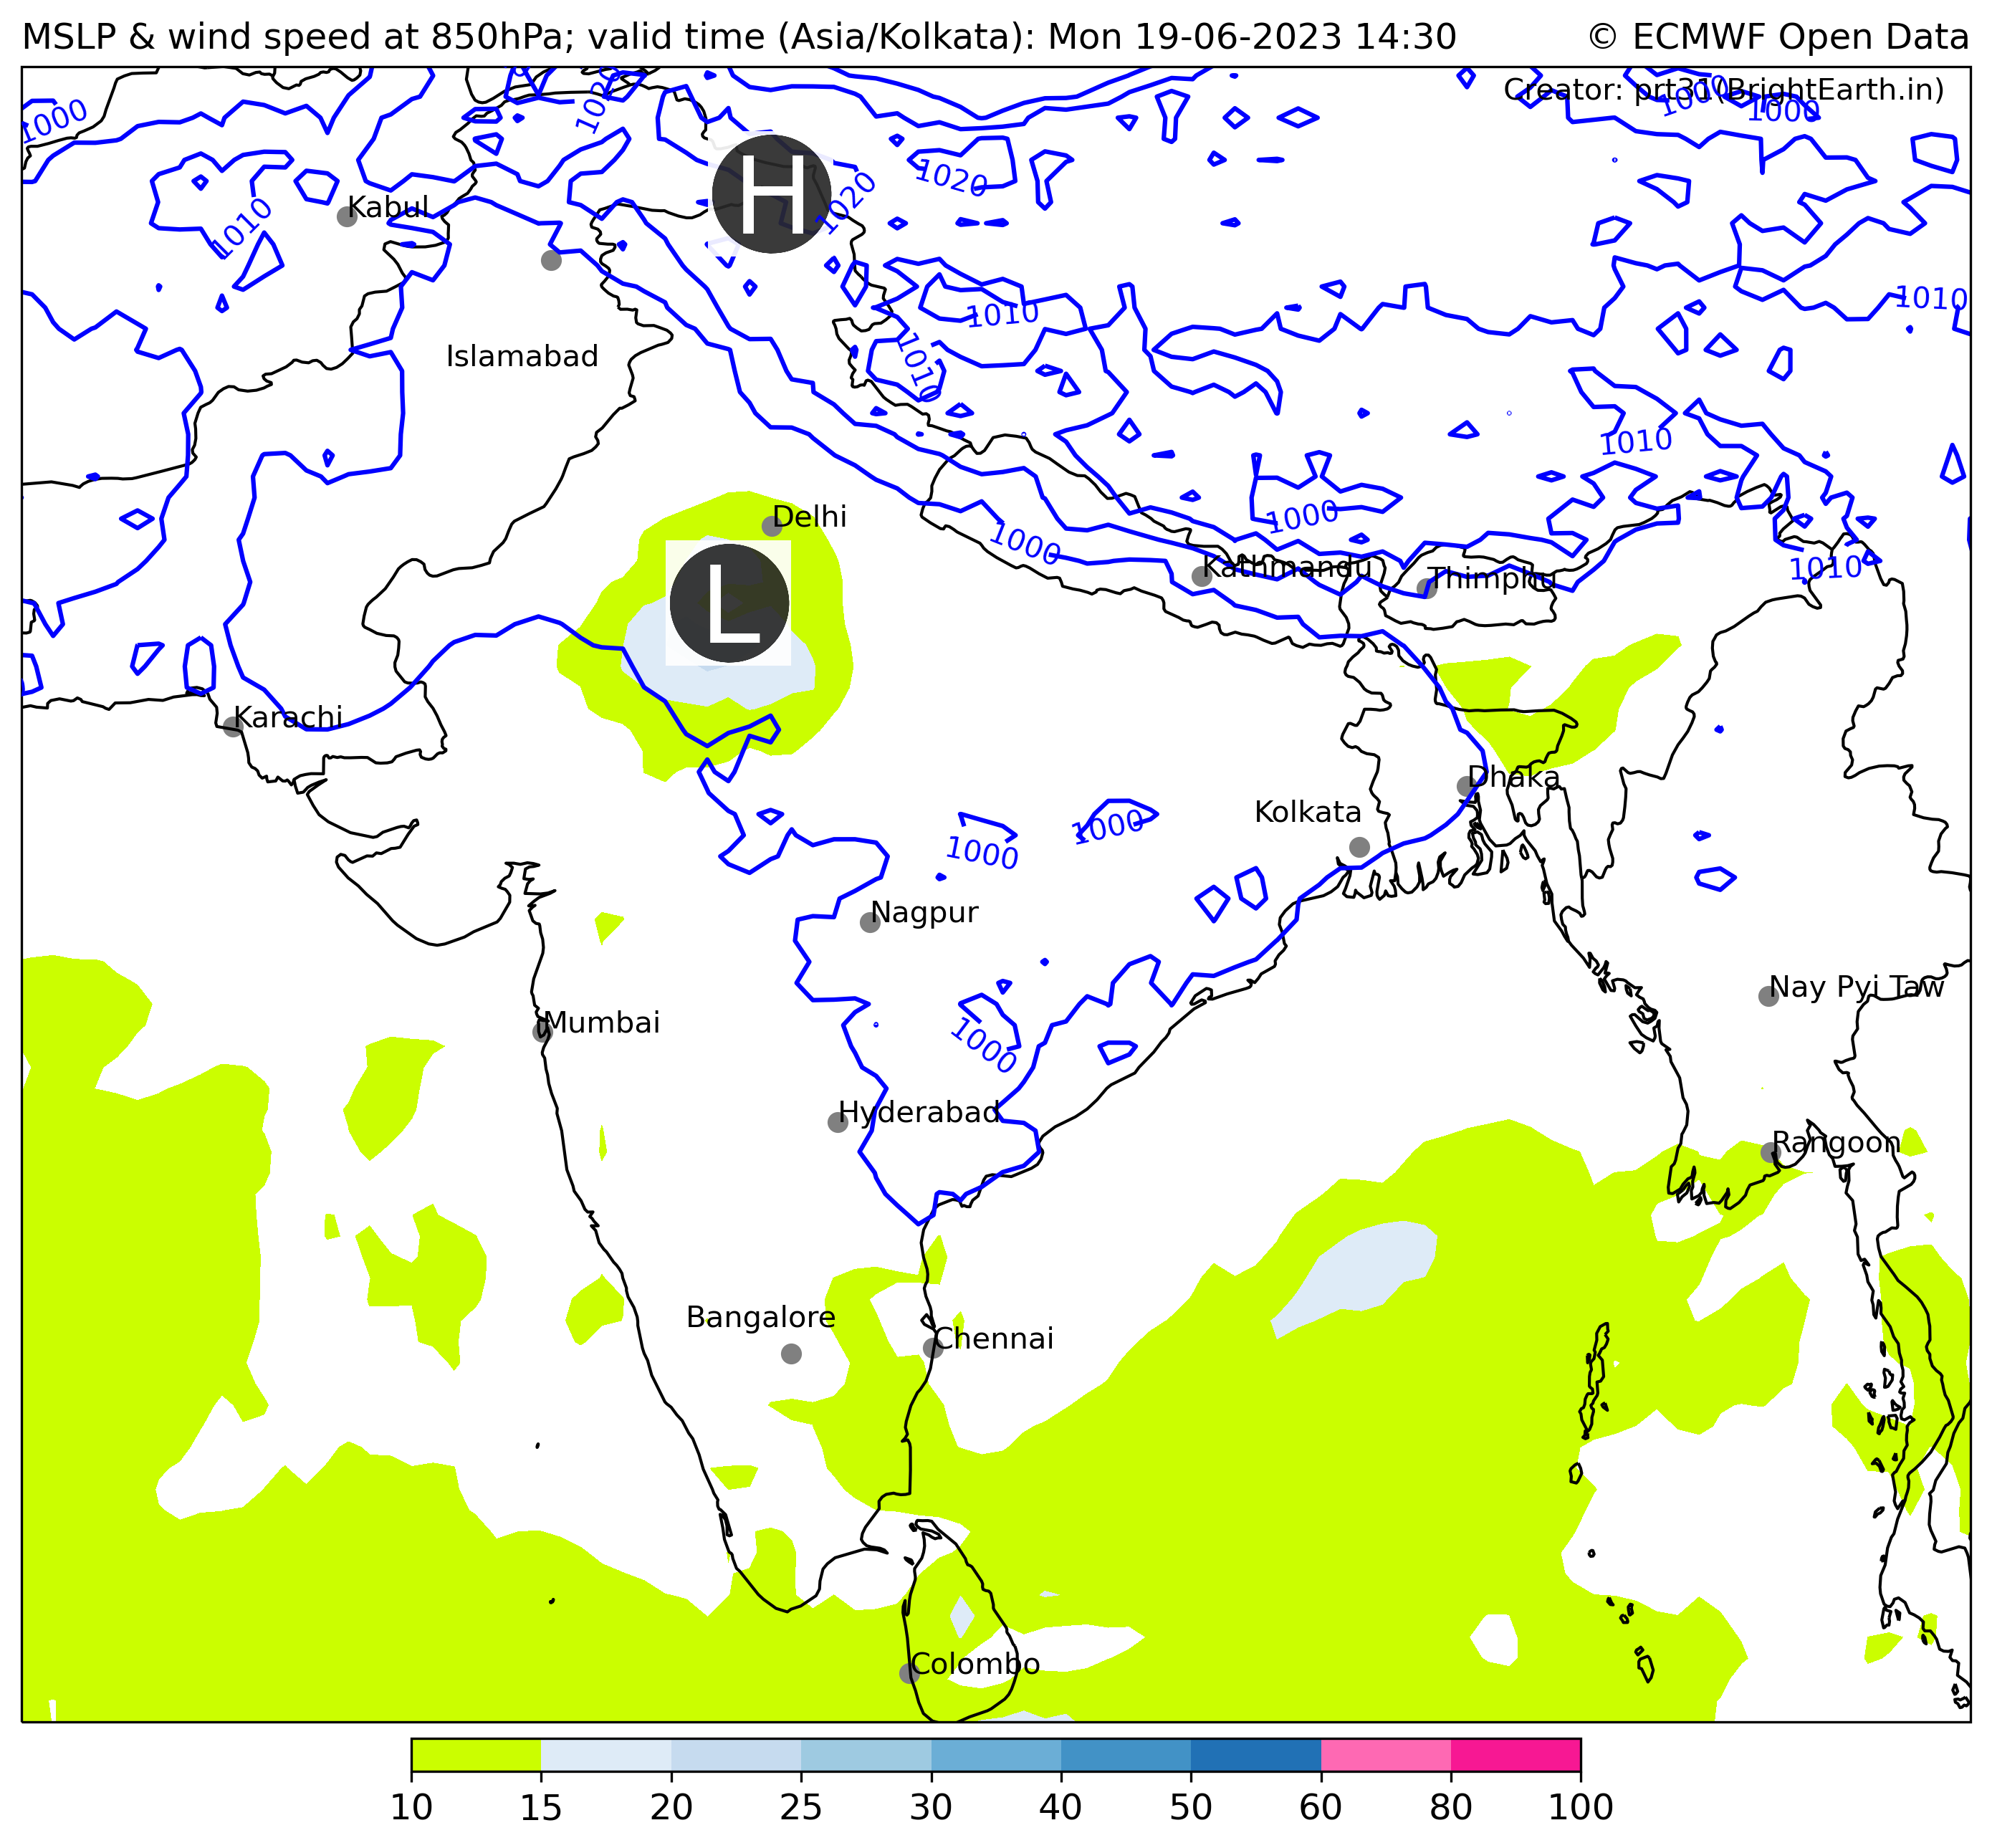 MSLP & wind speed at 850hPa; valid time (Asia/Kolkata): Mon 19-06-2023 14:30
© ECMWF Open Data
Creator: prt31(BrightEarth.in)
1000
1020
1000
1000
H
1020
1020
Kabul
1010
1010
1010
1010
Islamabad
1010
Delhi
1000
1000
Kathmandu
Thimphu
1010
L
Karachi
Dhaka
Kolkata
1000
1000
Nagpur
Nay Pyi Taw
Mumbai
1000
Hyderabad
Rangoon
Bangalore
Chennai
Colombo
10 15 20 25 30 40 50 60 80 100